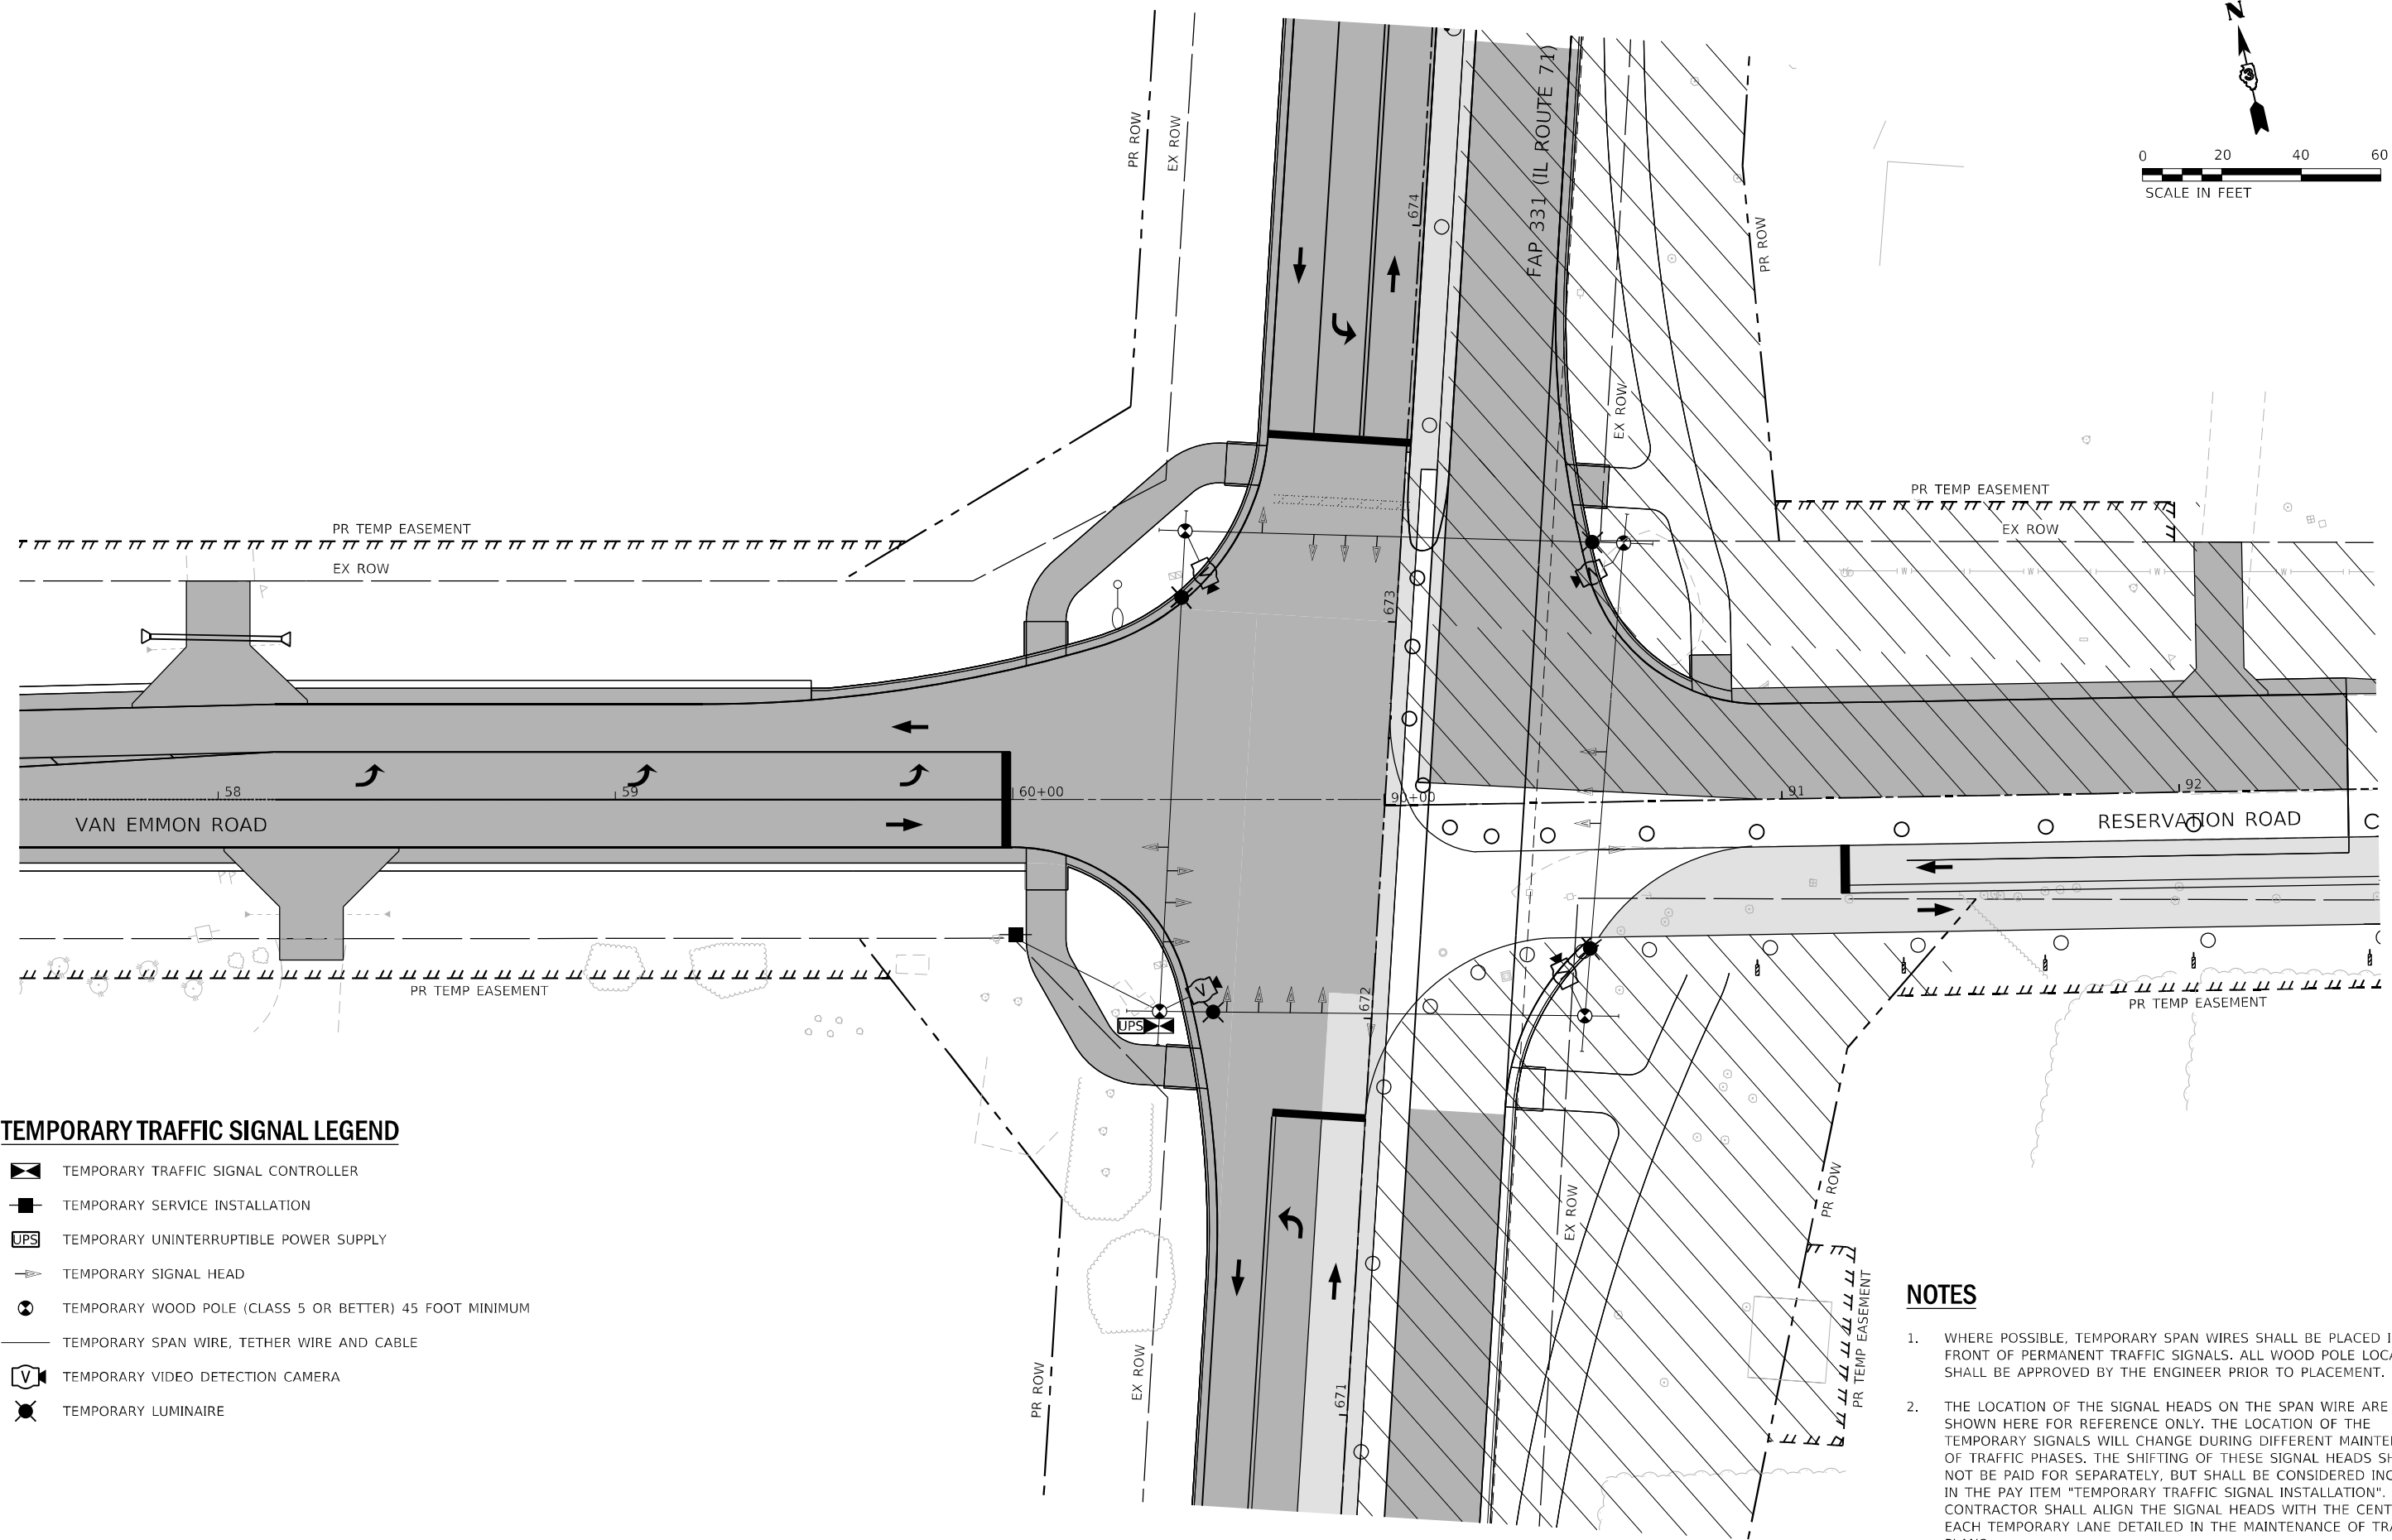 N
3
0 20 40 60
SCALE IN FEET
FAP 331 (IL ROUTE 71)
PR ROW
EX ROW
674
PR ROW
EX ROW
PR TEMP EASEMENT
EX ROW
PR TEMP EASEMENT
EX ROW
W W W W
673
58 59 60+00 90+00 91 92
VAN EMMON ROAD
RESERVATION ROAD
V
V
V
V
UPS
672
PR TEMP EASEMENT
PR TEMP EASEMENT
PR ROW
EX ROW
PR TEMP EASEMENT
PR ROW
EX ROW
671
TEMPORARY TRAFFIC SIGNAL LEGEND
TEMPORARY TRAFFIC SIGNAL CONTROLLER
TEMPORARY SERVICE INSTALLATION
UPS TEMPORARY UNINTERRUPTIBLE POWER SUPPLY
TEMPORARY SIGNAL HEAD
TEMPORARY WOOD POLE (CLASS 5 OR BETTER) 45 FOOT MINIMUM
TEMPORARY SPAN WIRE, TETHER WIRE AND CABLE
V TEMPORARY VIDEO DETECTION CAMERA
TEMPORARY LUMINAIRE
NOTES
1. WHERE POSSIBLE, TEMPORARY SPAN WIRES SHALL BE PLACED I
FRONT OF PERMANENT TRAFFIC SIGNALS. ALL WOOD POLE LOCA
SHALL BE APPROVED BY THE ENGINEER PRIOR TO PLACEMENT.
2. THE LOCATION OF THE SIGNAL HEADS ON THE SPAN WIRE ARE
SHOWN HERE FOR REFERENCE ONLY. THE LOCATION OF THE
TEMPORARY SIGNALS WILL CHANGE DURING DIFFERENT MAINTE
OF TRAFFIC PHASES. THE SHIFTING OF THESE SIGNAL HEADS SH
NOT BE PAID FOR SEPARATELY, BUT SHALL BE CONSIDERED INC
IN THE PAY ITEM "TEMPORARY TRAFFIC SIGNAL INSTALLATION".
CONTRACTOR SHALL ALIGN THE SIGNAL HEADS WITH THE CENT
EACH TEMPORARY LANE DETAILED IN THE MAINTENANCE OF TRA